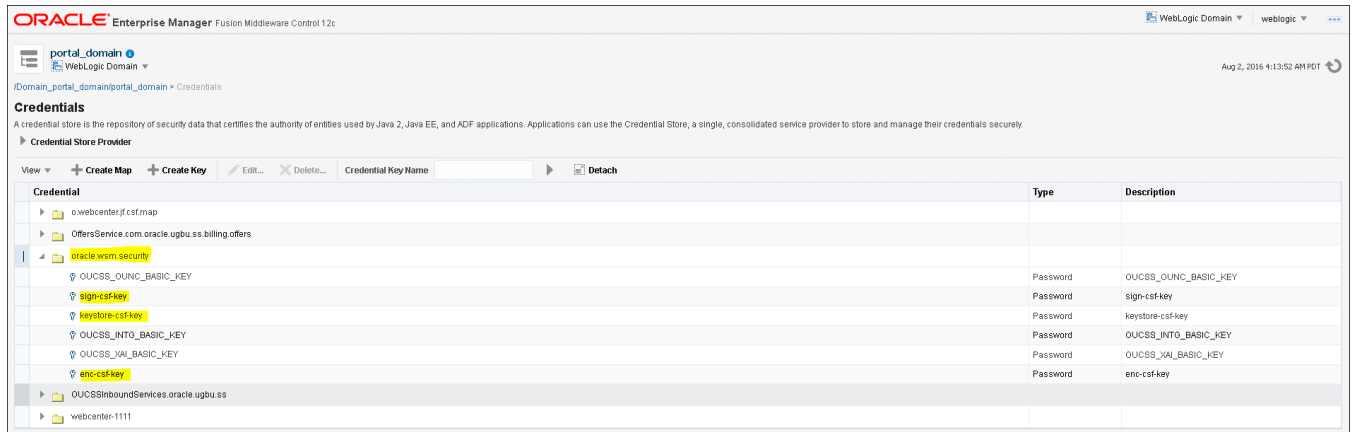 ORACLE Enterprise Manager Fusion Middleware Control 12c
WebLogic Domain weblogic
portal_domain
WebLogic Domain
Aug 2, 2016 4:13:52 AM PDT
/Domain_portal_domain/portal_domain > Credentials
Credentials
A credential store is the repository of security data that certifies the authority of entities used by Java 2, Java EE, and ADF applications. Applications can use the Credential Store, a single, consolidated service provider to store and manage their credentials securely.
Credential Store Provider
View Create Map Create Key Edit... Delete... Credential Key Name Detach
Credential Type Description
o.webcenter.jf.csf.map
OffersService.com.oracle.ugbu.ss.billing.offers
oracle.wsm.security
OUCSS_OUNC_BASIC_KEY Password OUCSS_OUNC_BASIC_KEY
sign-csf-key Password sign-csf-key
keystore-csf-key Password keystore-csf-key
OUCSS_INTG_BASIC_KEY Password OUCSS_INTG_BASIC_KEY
OUCSS_XAI_BASIC_KEY Password OUCSS_XAI_BASIC_KEY
enc-csf-key Password enc-csf-key
OUCSSInboundServices.oracle.ugbu.ss
webcenter-1111